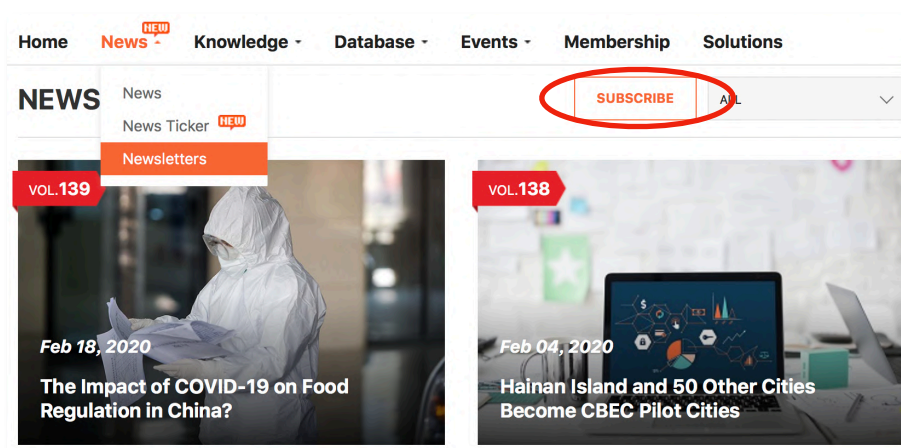 NEW
Home News Knowledge Database Events Membership Solutions
NEWS
SUBSCRIBE
ALL
News
News Ticker NEW
Newsletters
VOL.139
Feb 18, 2020
The Impact of COVID-19 on Food
Regulation in China?
VOL.138
$
Feb 04, 2020
Hainan Island and 50 Other Cities
Become CBEC Pilot Cities